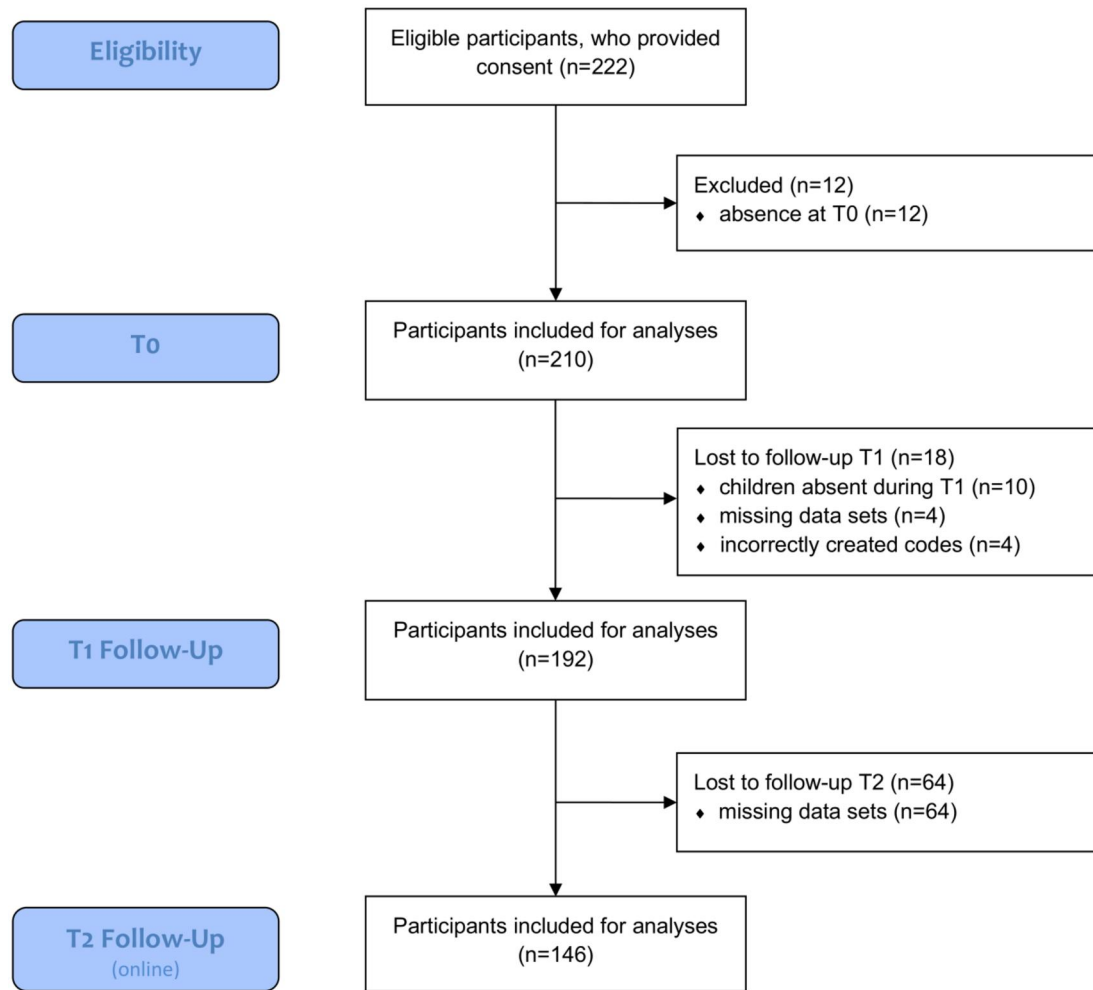 Eligibility
Eligible participants, who provided
consent (n=222)
Excluded (n=12)
♦ absence at T0 (n=12)
T0
Participants included for analyses
(n=210)
Lost to follow-up T1 (n=18)
♦ children absent during T1 (n=10)
♦ missing data sets (n=4)
♦ incorrectly created codes (n=4)
T1 Follow-Up
Participants included for analyses
(n=192)
Lost to follow-up T2 (n=64)
♦ missing data sets (n=64)
T2 Follow-Up
(online)
Participants included for analyses
(n=146)